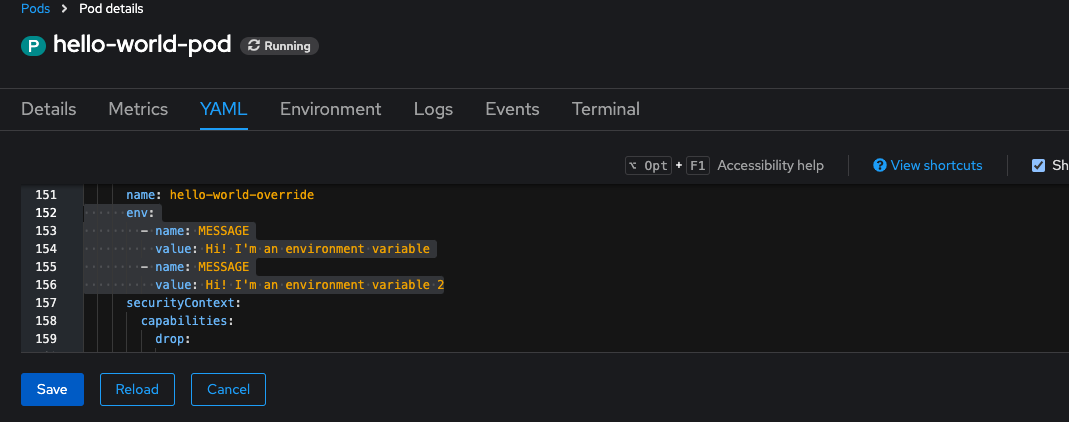 Pods > Pod details
P hello-world-pod Running
Details Metrics YAML Environment Logs Events Terminal
⌥ Opt + F1 Accessibility help View shortcuts Sh
151 name: hello-world-override
152 env:
153 - name: MESSAGE
154 value: Hi! I'm an environment variable
155 - name: MESSAGE
156 value: Hi! I'm an environment variable 2
157 securityContext:
158 capabilities:
159 drop:
Save Reload Cancel